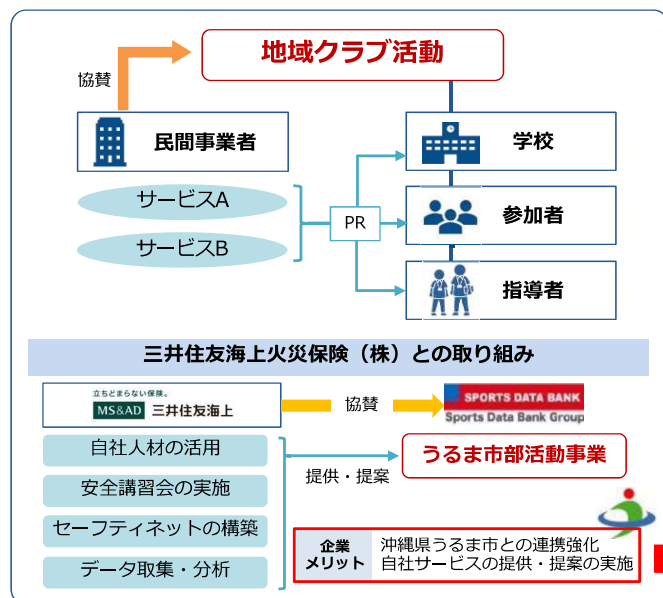 地域クラブ活動
協賛
民間事業者
学校
サービスA
PR
参加者
サービスB
指導者
三井住友海上火災保険（株）との取り組み
立ちどまらない保険。
MS&AD 三井住友海上
協賛
SPORTS DATA BANK
Sports Data Bank Group
自社人材の活用
提供・提案
うるま市部活動事業
安全講習会の実施
セーフティネットの構築
データ取集・分析
企業
メリット
沖縄県うるま市との連携強化
自社サービスの提供・提案の実施